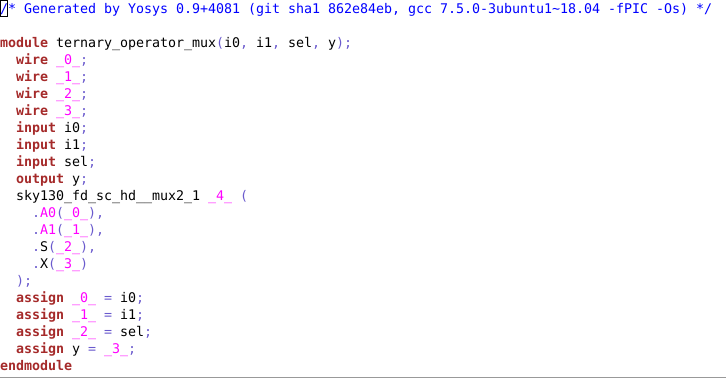 /* Generated by Yosys 0.9+4081 (git sha1 862e84eb, gcc 7.5.0-3ubuntu1~18.04 -fPIC -Os) */
module ternary_operator_mux(i0, i1, sel, y);
wire _0_;
wire _1_;
wire _2_;
wire _3_;
input i0;
input i1;
input sel;
output y;
sky130_fd_sc_hd__mux2_1 _4_ (
.A0(_0_),
.A1(_1_),
.S(_2_),
.X(_3_)
);
assign _0_ = i0;
assign _1_ = i1;
assign _2_ = sel;
assign y = _3_;
endmodule